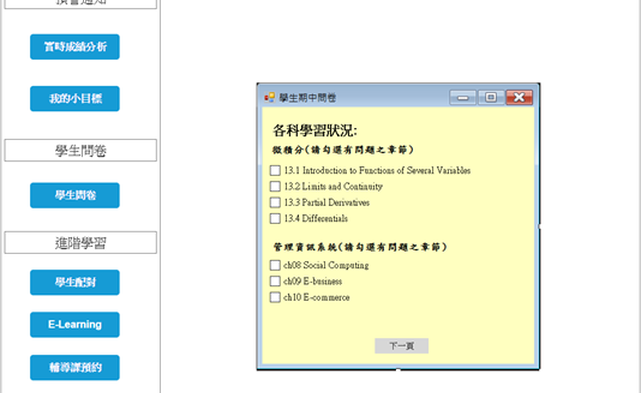 預警通知
實時成績分析
我的小目標
學生問卷
學生問卷
進階學習
學生配對
E-Learning
輔導課預約
學生期中問卷
各科學習狀況:
微積分(請勾選有問題之章節)
13.1 Introduction to Functions of Several Variables
13.2 Limits and Continuity
13.3 Partial Derivatives
13.4 Differentials
管理資訊系統(請勾選有問題之章節)
ch08 Social Computing
ch09 E-business
ch10 E-commerce
下一頁